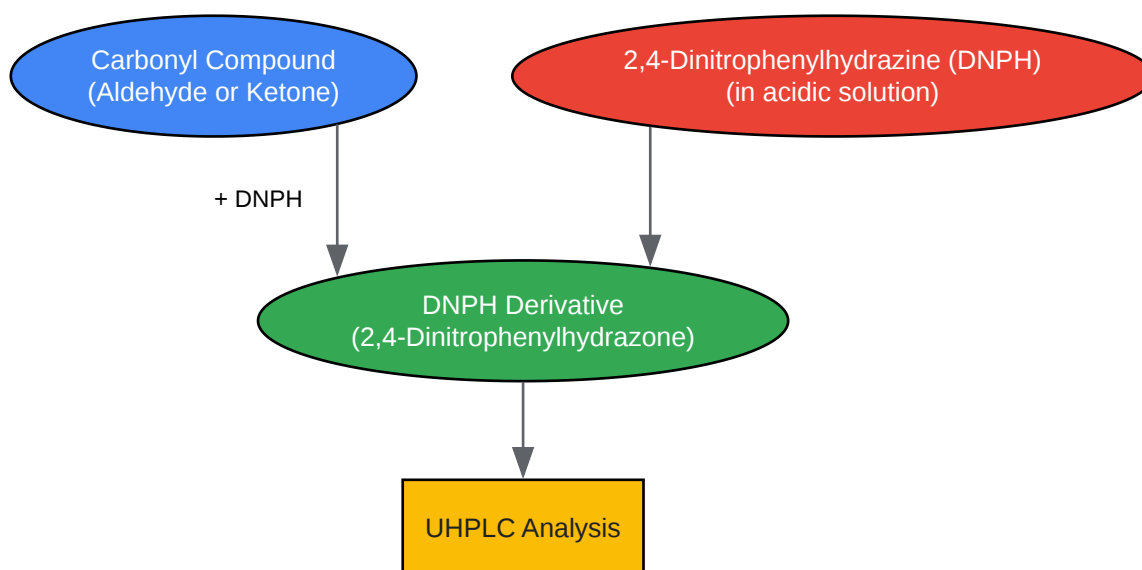 Carbonyl Compound
(Aldehyde or Ketone)
2,4-Dinitrophenylhydrazine (DNPH)
(in acidic solution)
+ DNPH
DNPH Derivative
(2,4-Dinitrophenylhydrazone)
UHPLC Analysis